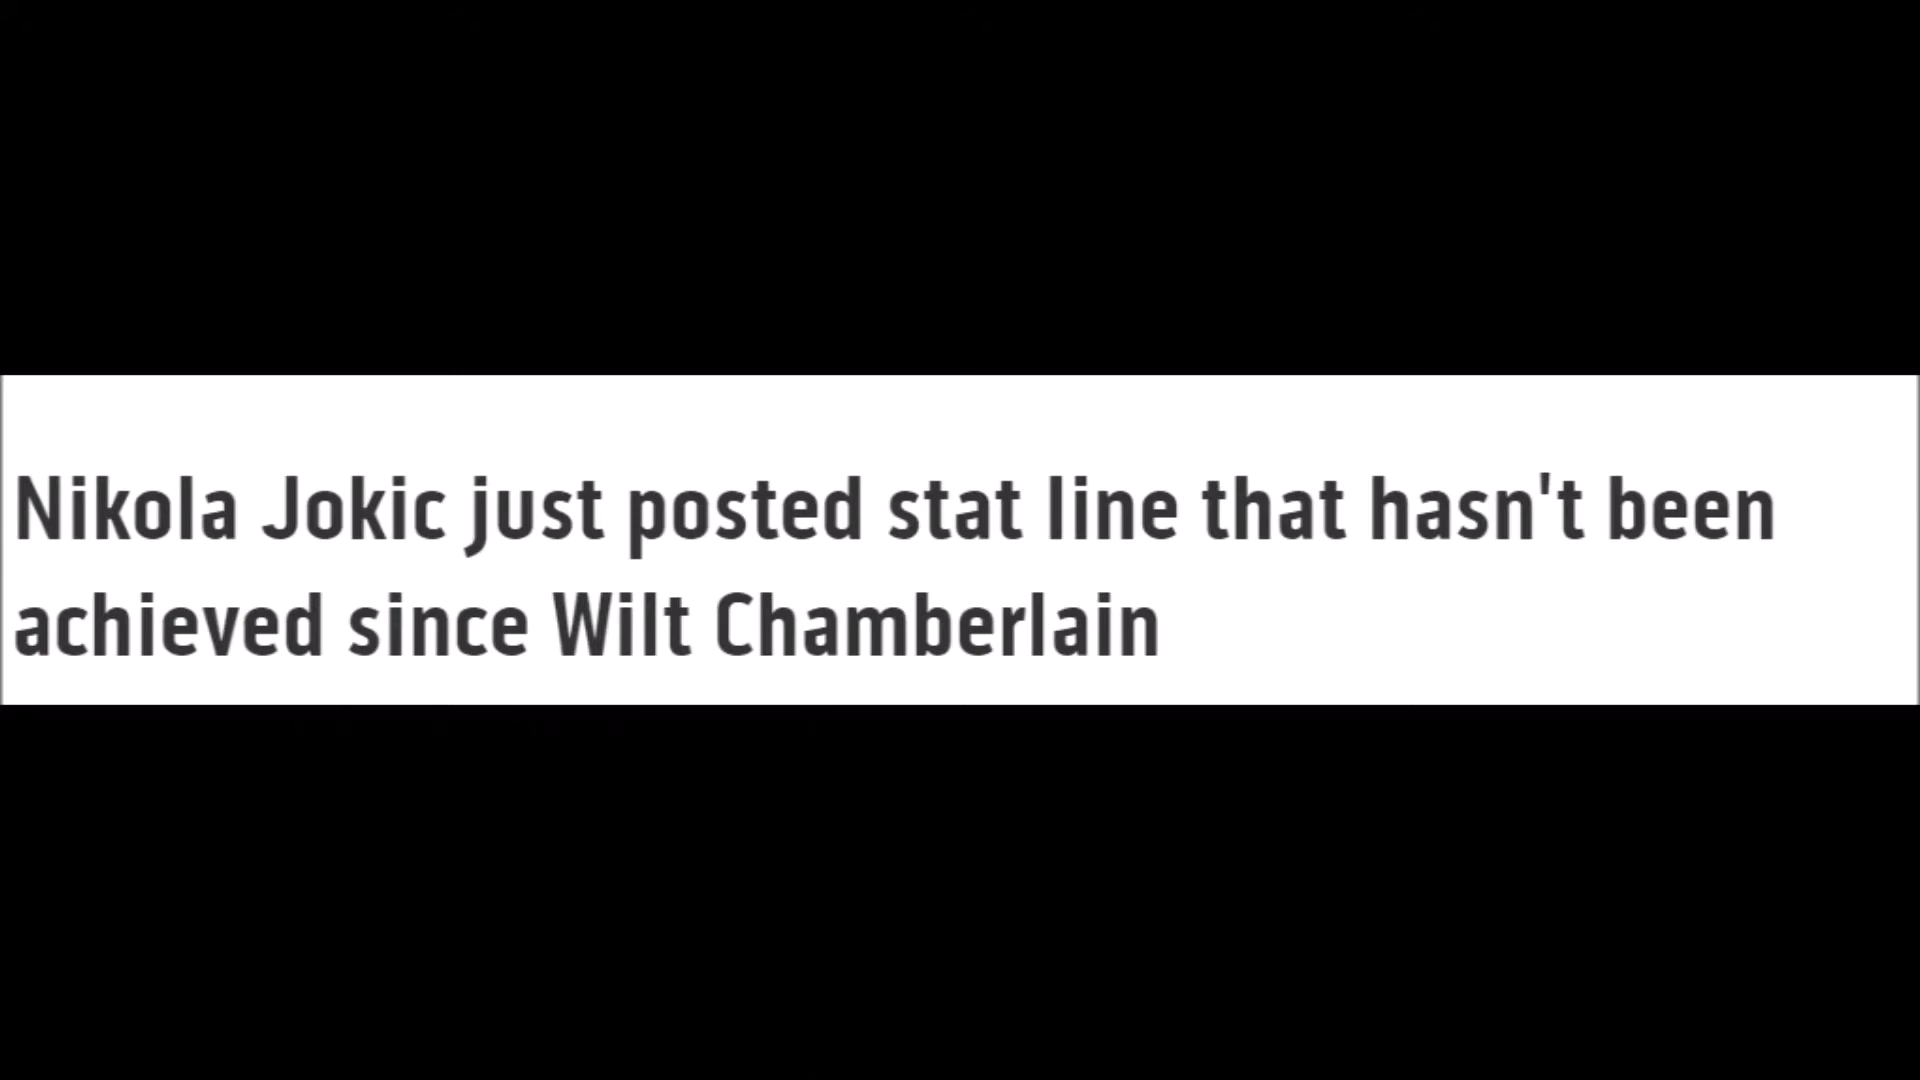 Nikola Jokic just posted stat line that hasn't been
achieved since Wilt Chamberlain